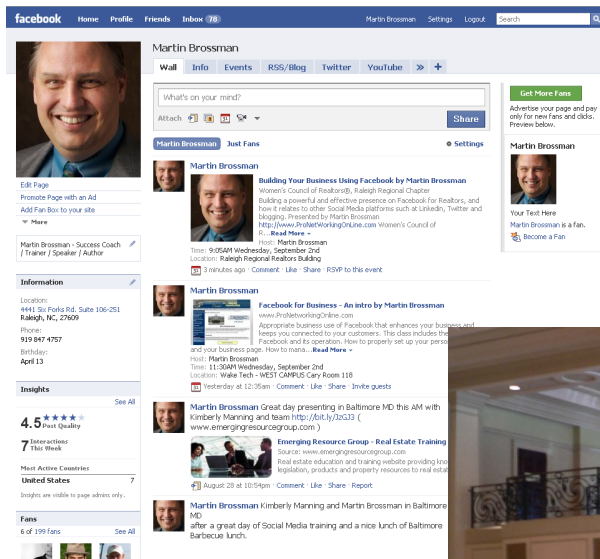 facebook Home Profile Friends Inbox 78 Martin Brossman Settings Logout Search
Martin Brossman
Wall Info Events RSS/Blog Twitter YouTube » +
What's on your mind?
Attach 31 Share
Martin Brossman Just Fans Settings
Edit Page
Promote Page with an Ad
Add Fan Box to your site
More
Martin Brossman - Success Coach
/ Trainer / Speaker / Author
Information
Location:
4441 Six Forks Rd. Suite 106-251
Raleigh, NC, 27609
Phone:
919 847 4757
Birthday:
April 13
Insights
See All
4.5 Post Quality
7 Interactions
This Week
Most Active Countries
United States 7
Insights are visible to page admins only.
Fans
6 of 199 fans See All
Martin Brossman
Building Your Business Using Facebook by Martin Brossman
Women's Council of Realtors®, Raleigh Regional Chapter
Building a powerful and effective presence on Facebook for Realtors, and
how it relates to other Social Media platforms such at Linkedin, Twitter and
blogging. Presented by Martin Brossman
http://www.ProNetWorkingOnLine.com Women's Council of
R...Read More
Host: Martin Brossman
Time: 9:05AM Wednesday, September 2nd
Location: Raleigh Regional Realtors Building
31 3 minutes ago · Comment · Like · Share · RSVP to this event
Martin Brossman
Facebook for Business - An intro by Martin Brossman
www.ProNetworkingOnline.com
Appropriate business use of Facebook that enhances your business and
keeps you connected to your customers. This class includes the
Facebook and its operation. How to properly set up your perso
and your business page. How to mana...Read More
Host: Martin Brossman
Time: 11:30AM Wednesday, September 2nd
Location: Wake Tech - WEST CAMPUS Cary Room 118
31 Yesterday at 12:35am · Comment · Like · Share · Invite guests
Martin Brossman Great day presenting in Baltimore MD this AM with
Kimberly Manning and team http://bit.ly/JzGJ3 (
www.emergingresourcegroup.com )
Emerging Resource Group - Real Estate Training
Source: www.emergingresourcegroup.com
Real estate education and training website providing kno
legislation, products and property resources to real estat
August 28 at 10:54pm · Comment · Like · Share · Report
Martin Brossman Kimberly Manning and Martin Brossman in Baltimore
MD
after a great day of Social Media training and a nice lunch of Baltimore
Barbecue lunch.
Get More Fans
Advertise your page and pay
only for new fans and clicks.
Preview below.
Martin Brossman
Your Text Here
Martin Brossman is a fan.
Become a Fan